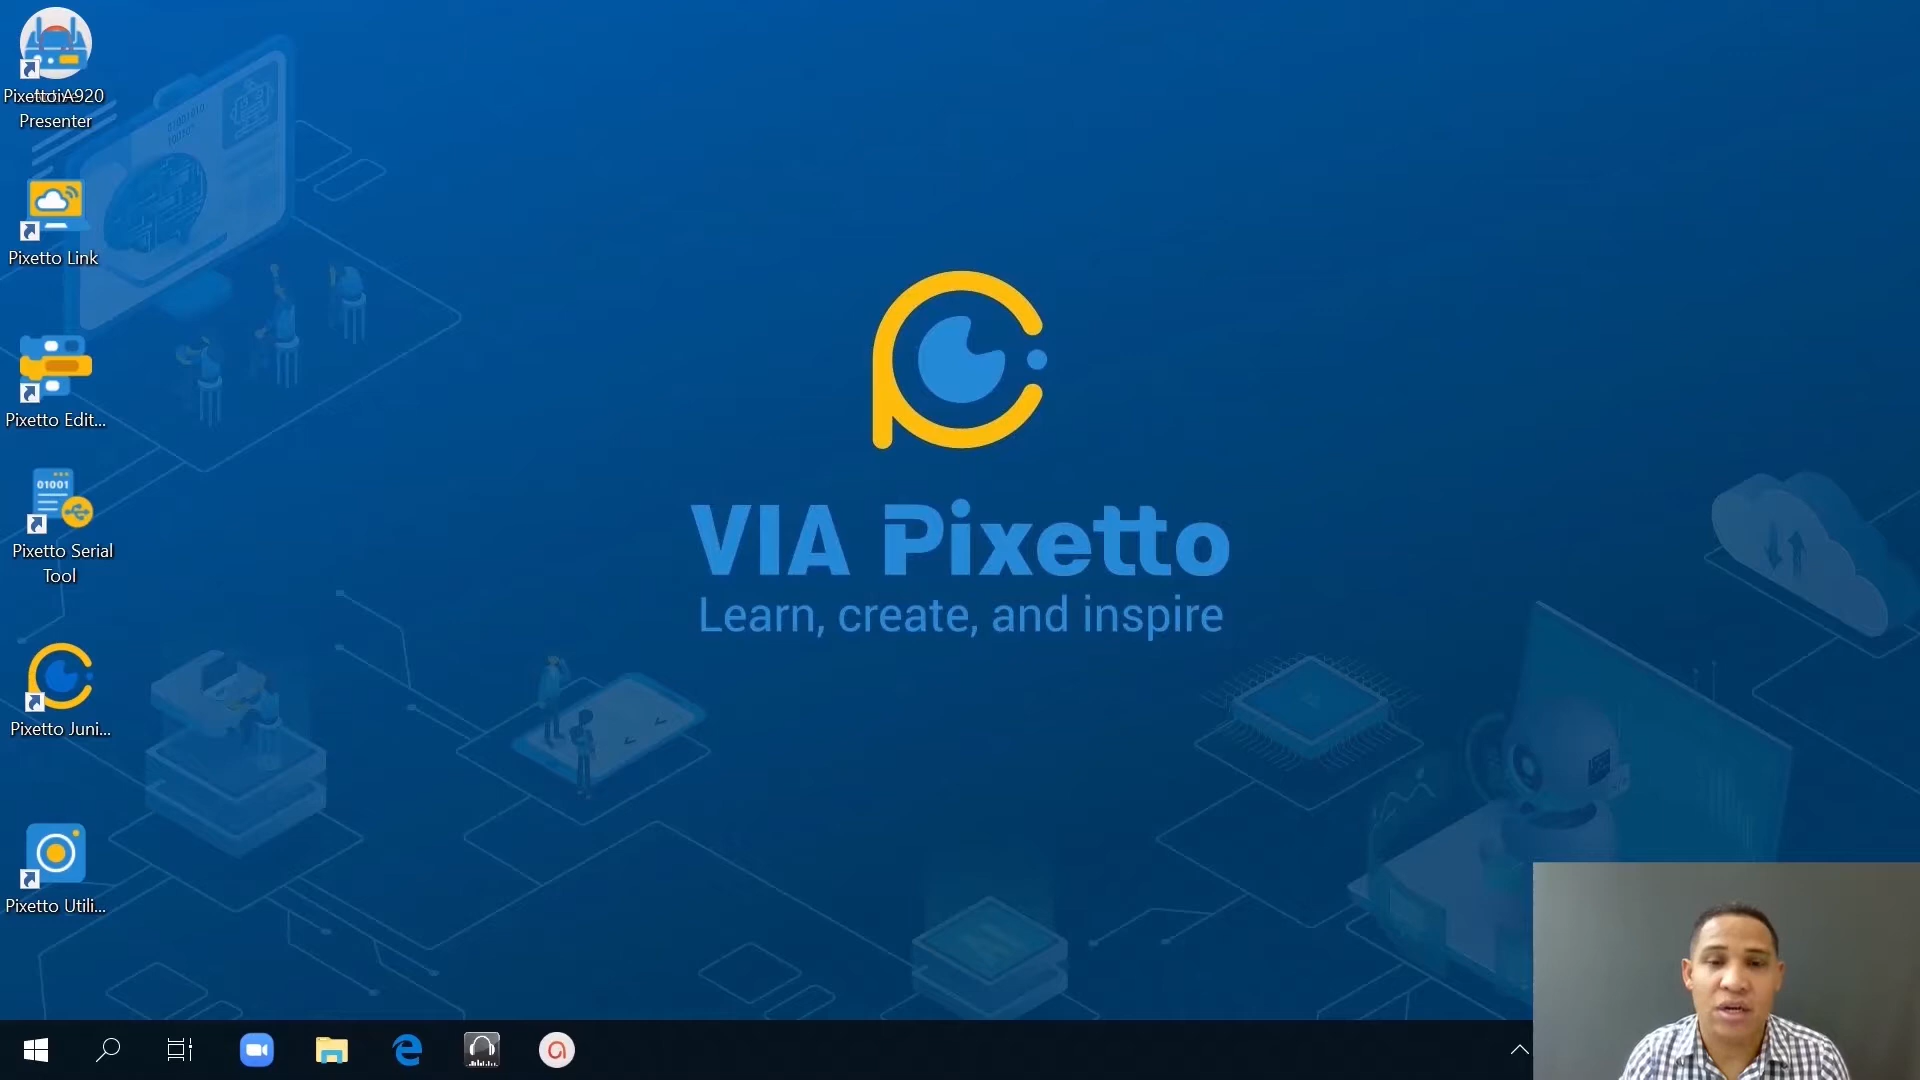 Presenter
Pixetto Link
Pixetto Edit...
01001
Pixetto Serial
Tool
Pixetto Juni...
Pixetto Utili...
VIA Pixetto
Learn, create, and inspire